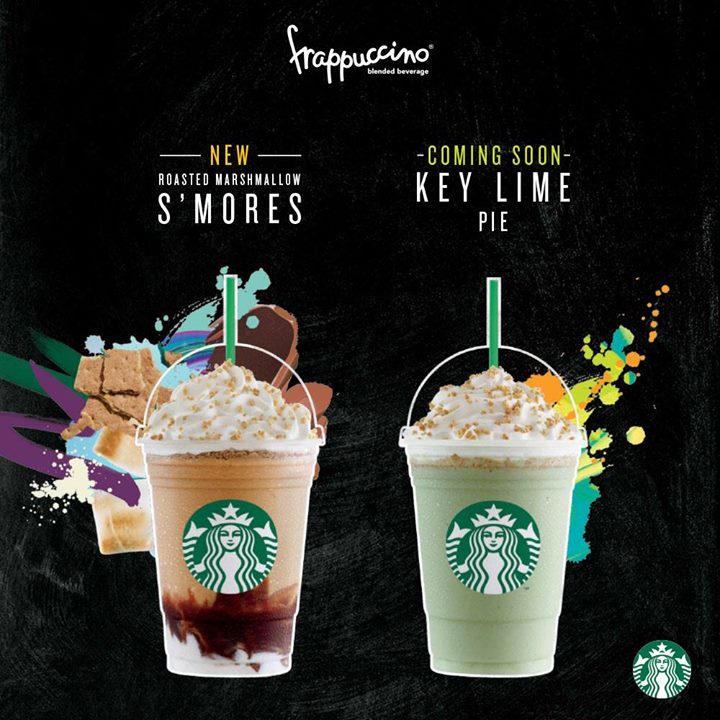 frappuccino®
blended beverage
NEW
ROASTED MARSHMALLOW
S'MORES
-COMING SOON-
KEY LIME
PIE